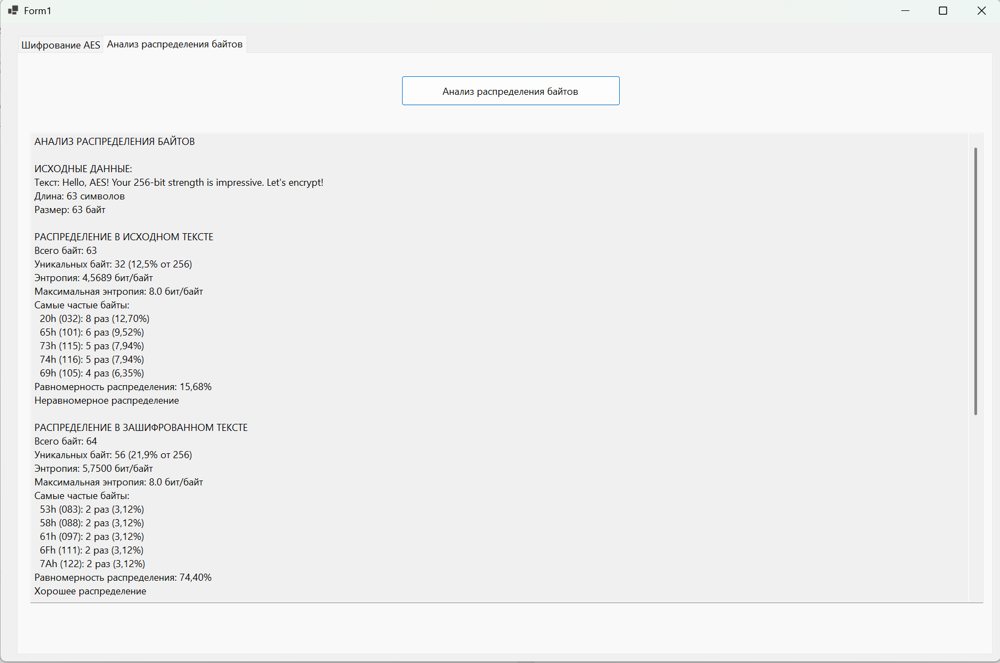 Form1
Шифрование AES
Анализ распределения байтов
Анализ распределения байтов
АНАЛИЗ РАСПРЕДЕЛЕНИЯ БАЙТОВ
ИСХОДНЫЕ ДАННЫЕ:
Текст: Hello, AES! Your 256-bit strength is impressive. Let's encrypt!
Длина: 63 символов
Размер: 63 байт
РАСПРЕДЕЛЕНИЕ В ИСХОДНОМ ТЕКСТЕ
Всего байт: 63
Уникальных байт: 32 (12,5% от 256)
Энтропия: 4,5689 бит/байт
Максимальная энтропия: 8.0 бит/байт
Самые частые байты:
20h (032): 8 раз (12,70%)
65h (101): 6 раз (9,52%)
73h (115): 5 раз (7,94%)
74h (116): 5 раз (7,94%)
69h (105): 4 раз (6,35%)
Равномерность распределения: 15,68%
Неравномерное распределение
РАСПРЕДЕЛЕНИЕ В ЗАШИФРОВАННОМ ТЕКСТЕ
Всего байт: 64
Уникальных байт: 56 (21,9% от 256)
Энтропия: 5,7500 бит/байт
Максимальная энтропия: 8.0 бит/байт
Самые частые байты:
53h (083): 2 раз (3,12%)
58h (088): 2 раз (3,12%)
61h (097): 2 раз (3,12%)
6Fh (111): 2 раз (3,12%)
7Ah (122): 2 раз (3,12%)
Равномерность распределения: 74,40%
Хорошее распределение